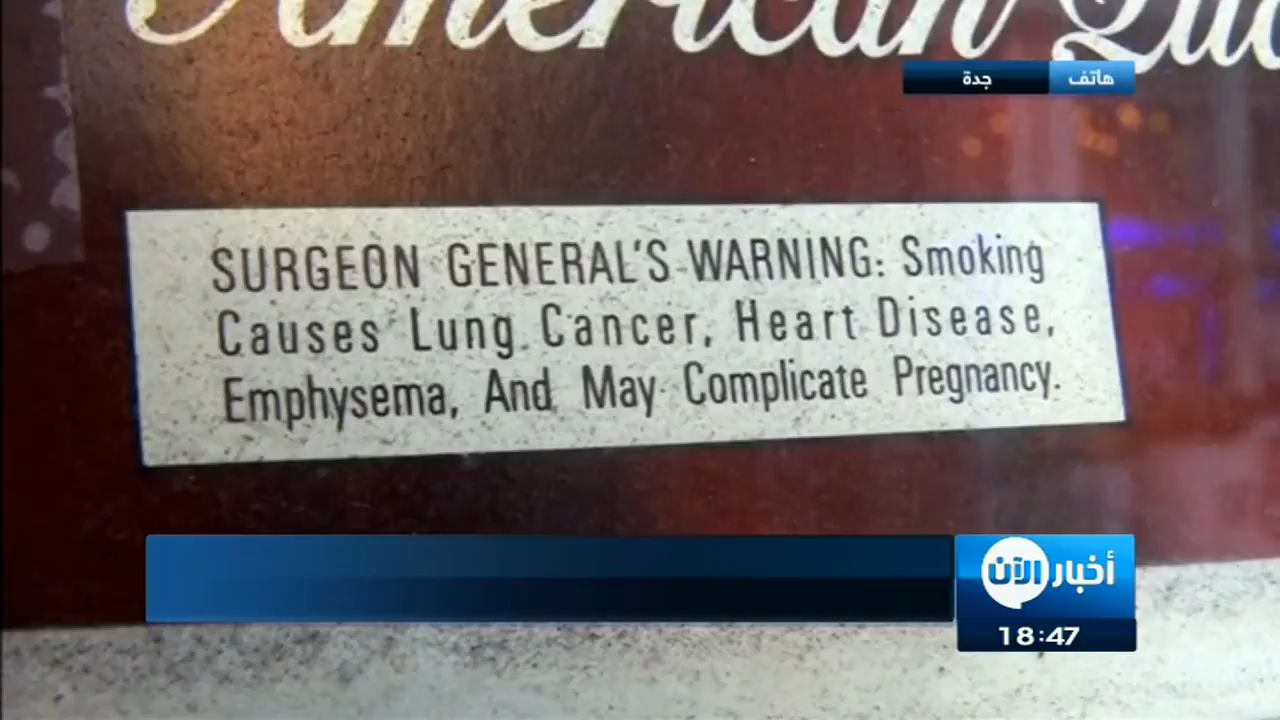 American
هاتف
جدة
SURGEON GENERAL'S WARNING: Smoking
Causes Lung Cancer, Heart Disease,
Emphysema, And May Complicate Pregnancy.
أخبار الآن
18:47